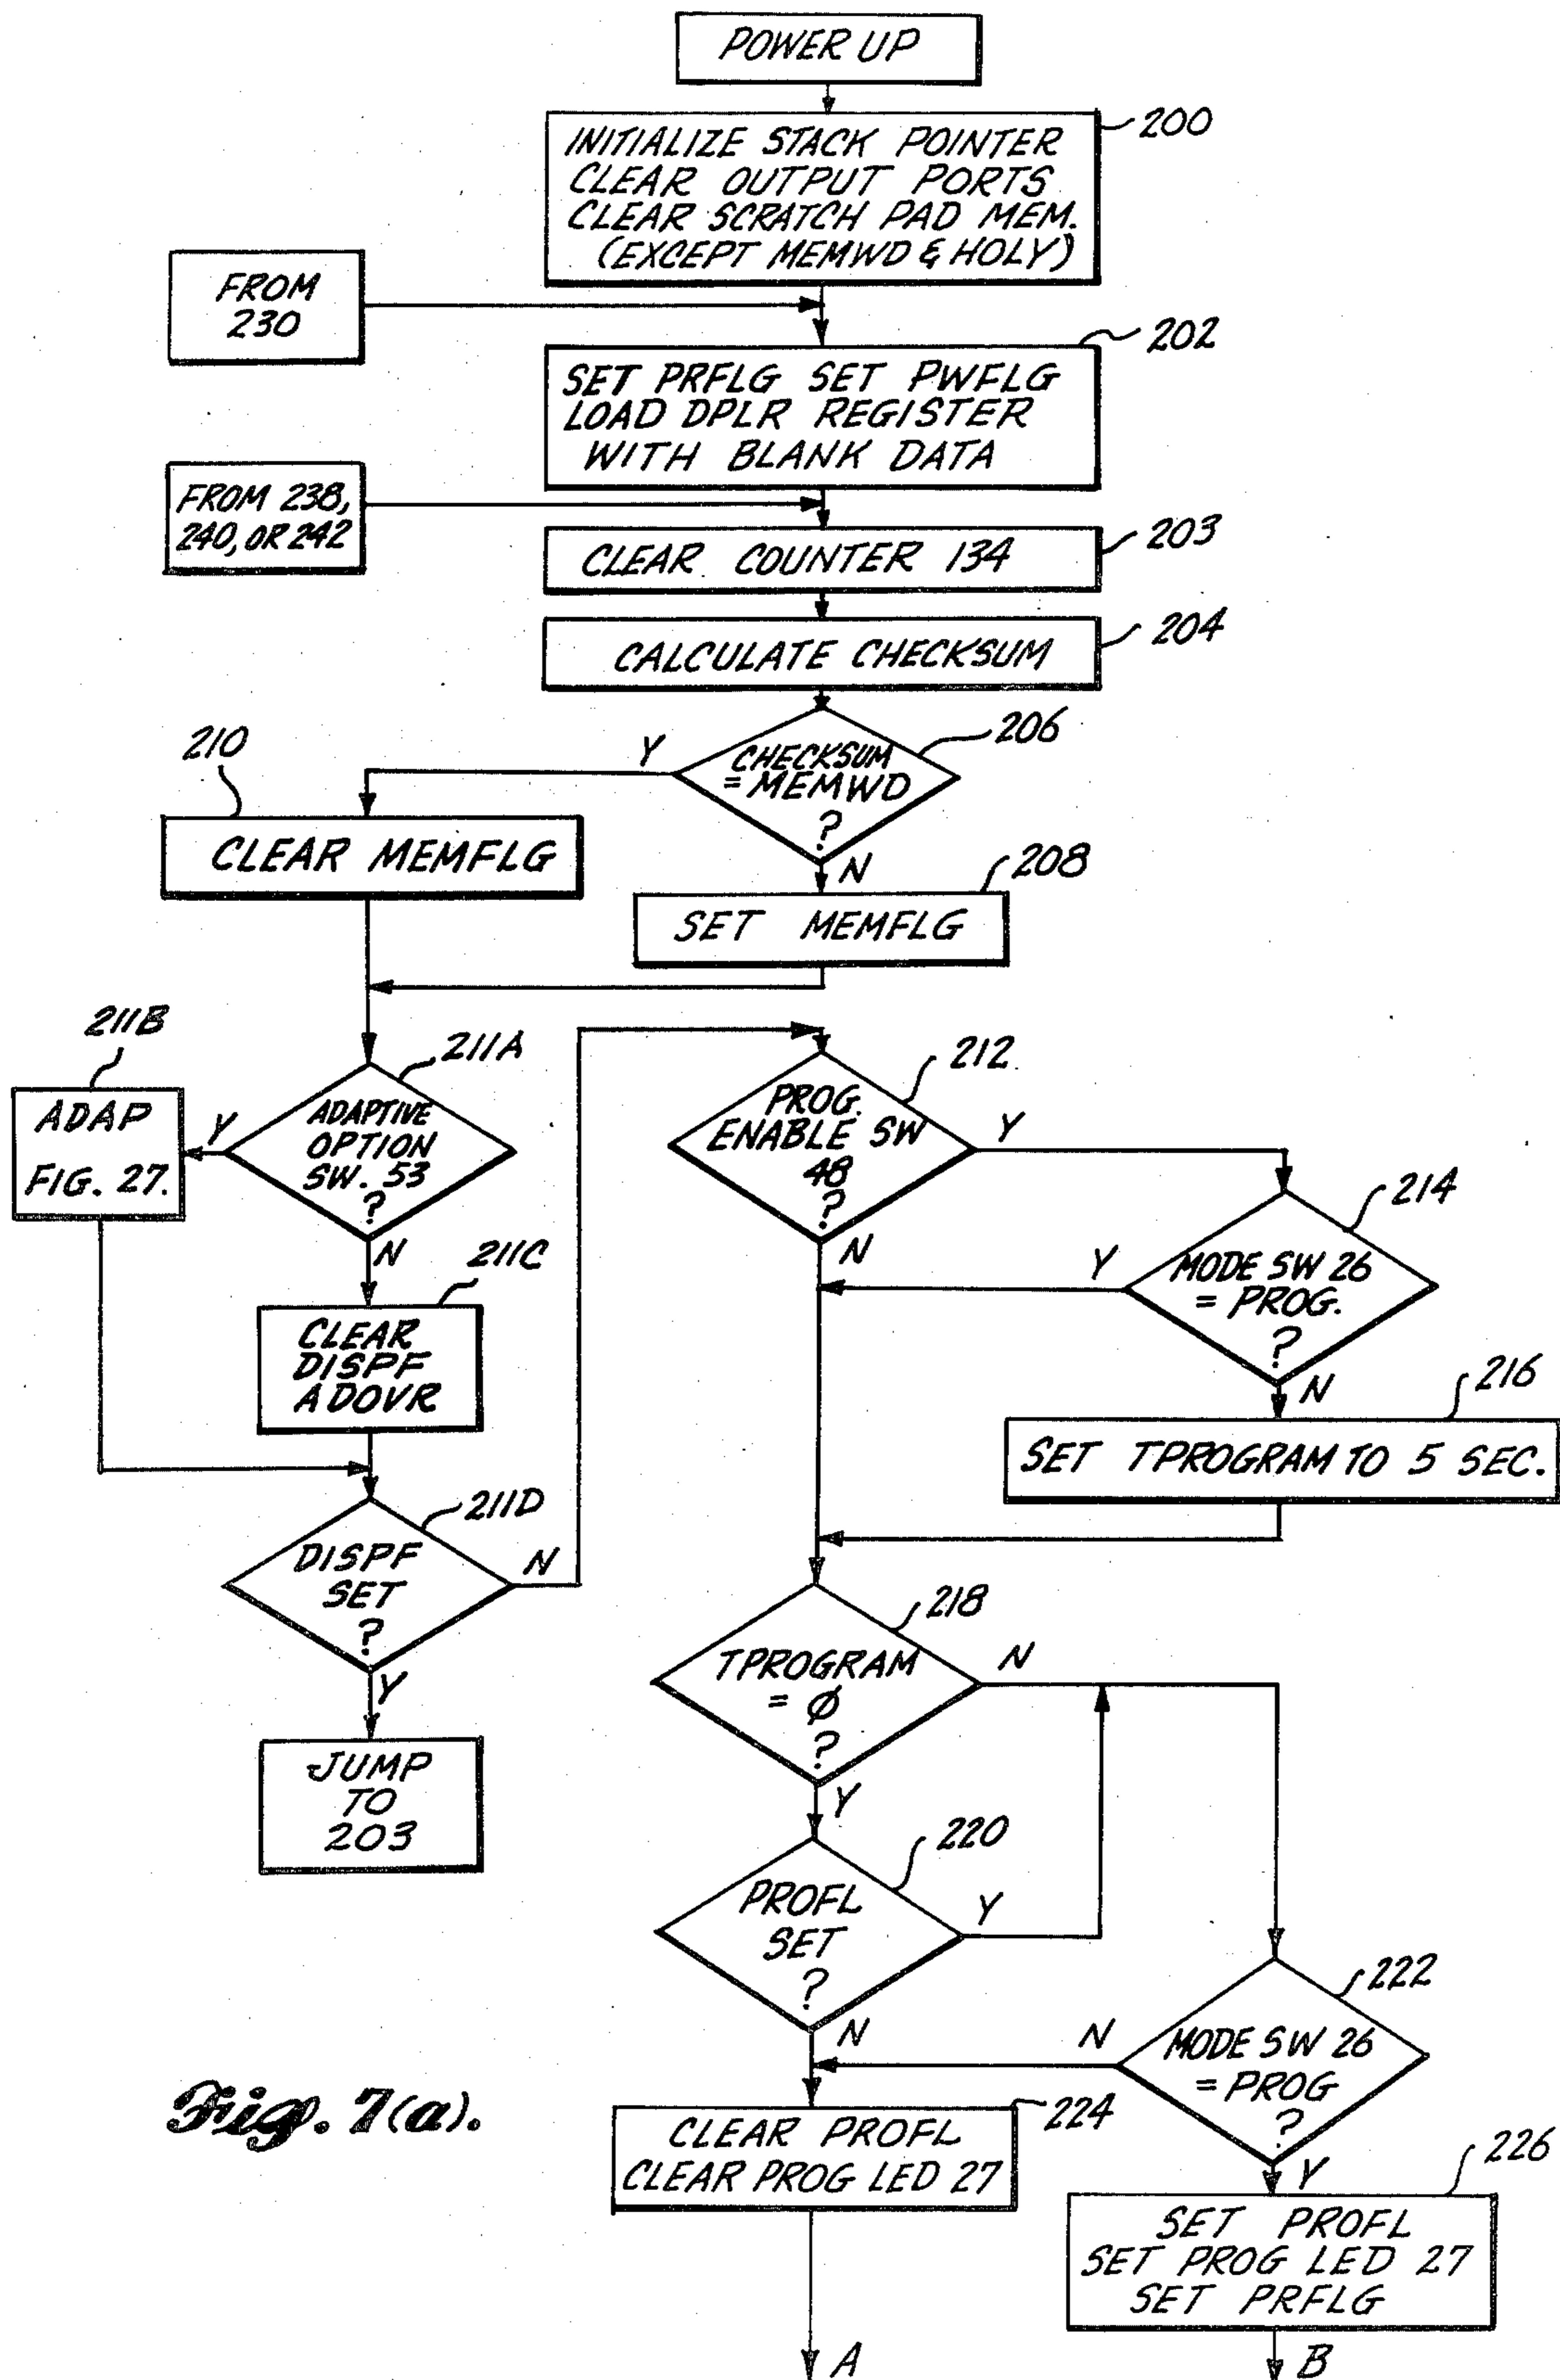 POWER UP
200
INITIALIZE STACK POINTER
CLEAR OUTPUT PORTS
CLEAR SCRATCH PAD MEM.
(EXCEPT MEMWD & HOLY)
FROM
230
202
SET PRFLG SET PWFLG
LOAD DPLR REGISTER
WITH BLANK DATA
FROM 238,
240, OR 242
203
CLEAR COUNTER 134
204
CALCULATE CHECKSUM
206
CHECKSUM
= MEMWD
?
Y
N
210
CLEAR MEMFLG
208
SET MEMFLG
211B
ADAP
FIG. 27.
211A
ADAPTIVE
OPTION
SW. 53
?
Y
N
211C
CLEAR
DISPF
ADOVR
211D
DISPF
SET
?
N
Y
JUMP
TO
203
212
PROG.
ENABLE SW
48
?
Y
N
214
MODE SW 26
= PROG.
?
Y
N
216
SET TPROGRAM TO 5 SEC.
218
TPROGRAM
= Ø
?
N
Y
220
PROFL
SET
?
Y
N
222
MODE SW 26
= PROG
?
N
Y
224
CLEAR PROFL
CLEAR PROG LED 27
226
SET PROFL
SET PROG LED 27
SET PRFLG
A
B
Fig. 7(a).